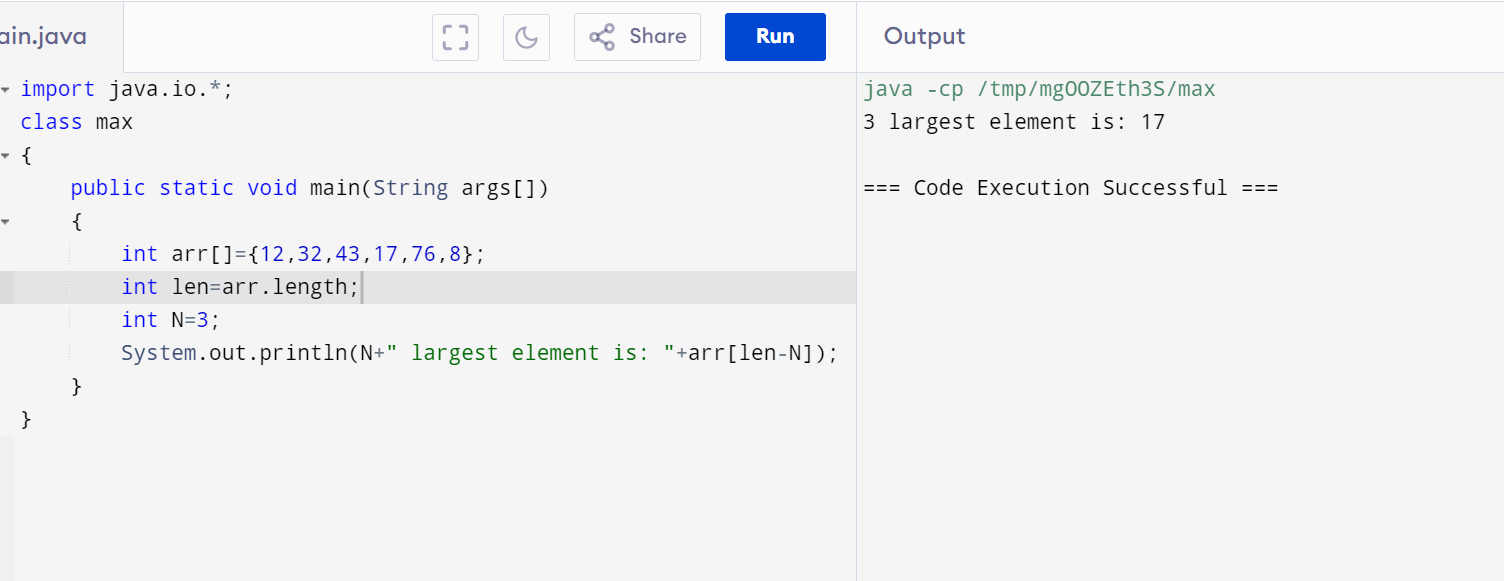 ain.java
Share
Run
Output
import java.io.*;
class max
{
public static void main(String args[])
{
int arr[]={12,32,43,17,76,8};
int len=arr.length;
int N=3;
System.out.println(N+" largest element is: "+arr[len-N]);
}
}
java -cp /tmp/mgOOZEth3S/max
3 largest element is: 17
=== Code Execution Successful ===